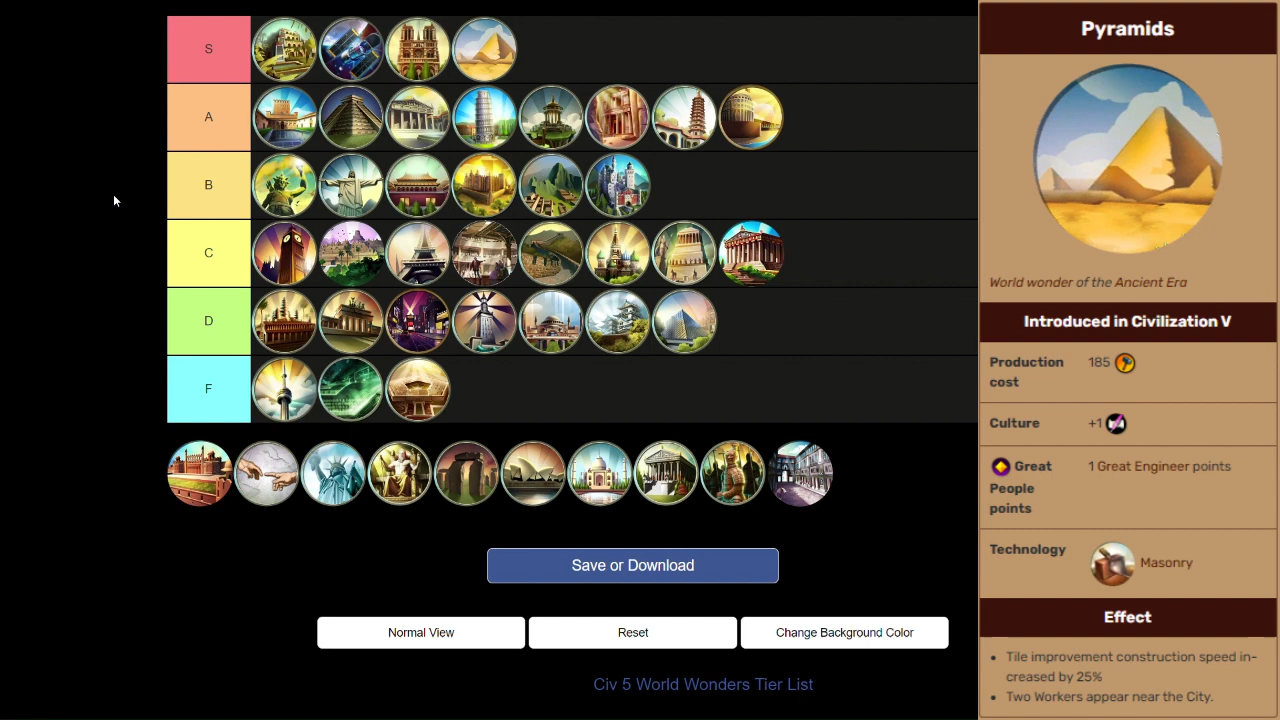 S
A
B
C
D
F
Save or Download
Normal View
Reset
Change Background Color
Civ 5 World Wonders Tier List
Pyramids
World wonder of the Ancient Era
Introduced in Civilization V
Production
cost
185
Culture
+1
Great
People
points
1 Great Engineer points
Technology
Masonry
Effect
Tile improvement construction speed in-
creased by 25%
Two Workers appear near the City.